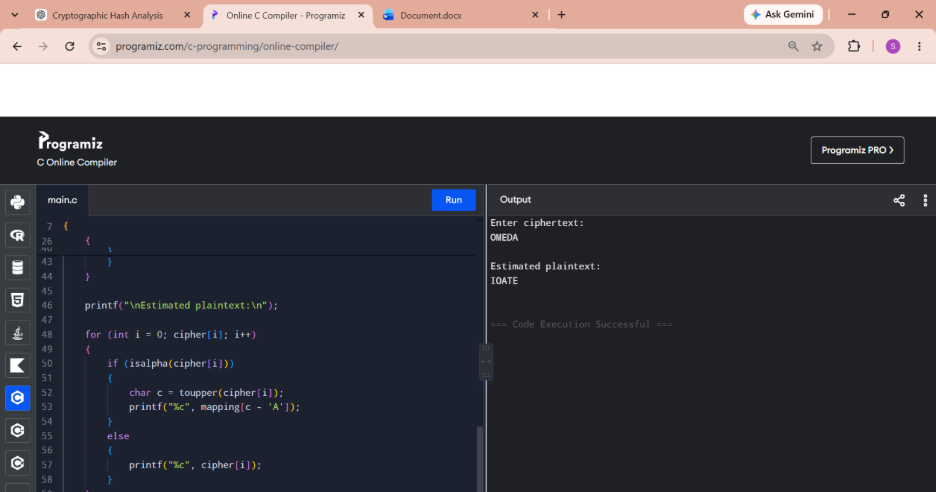 Cryptographic Hash Analysis
Online C Compiler - Programiz
Document.docx
Ask Gemini
programiz.com/c-programming/online-compiler/
S
Programiz
C Online Compiler
Programiz PRO
main.c
Run
Output
7 {
26 {
40 }
43 }
44 }
45
46 printf("\nEstimated plaintext:\n");
47
48 for (int i = 0; cipher[i]; i++)
49 {
50 if (isalpha(cipher[i]))
51 {
52 char c = toupper(cipher[i]);
53 printf("%c", mapping[c - 'A']);
54 }
55 else
56 {
57 printf("%c", cipher[i]);
58 }
Enter ciphertext:
OMEDA
Estimated plaintext:
IOATE
=== Code Execution Successful ===